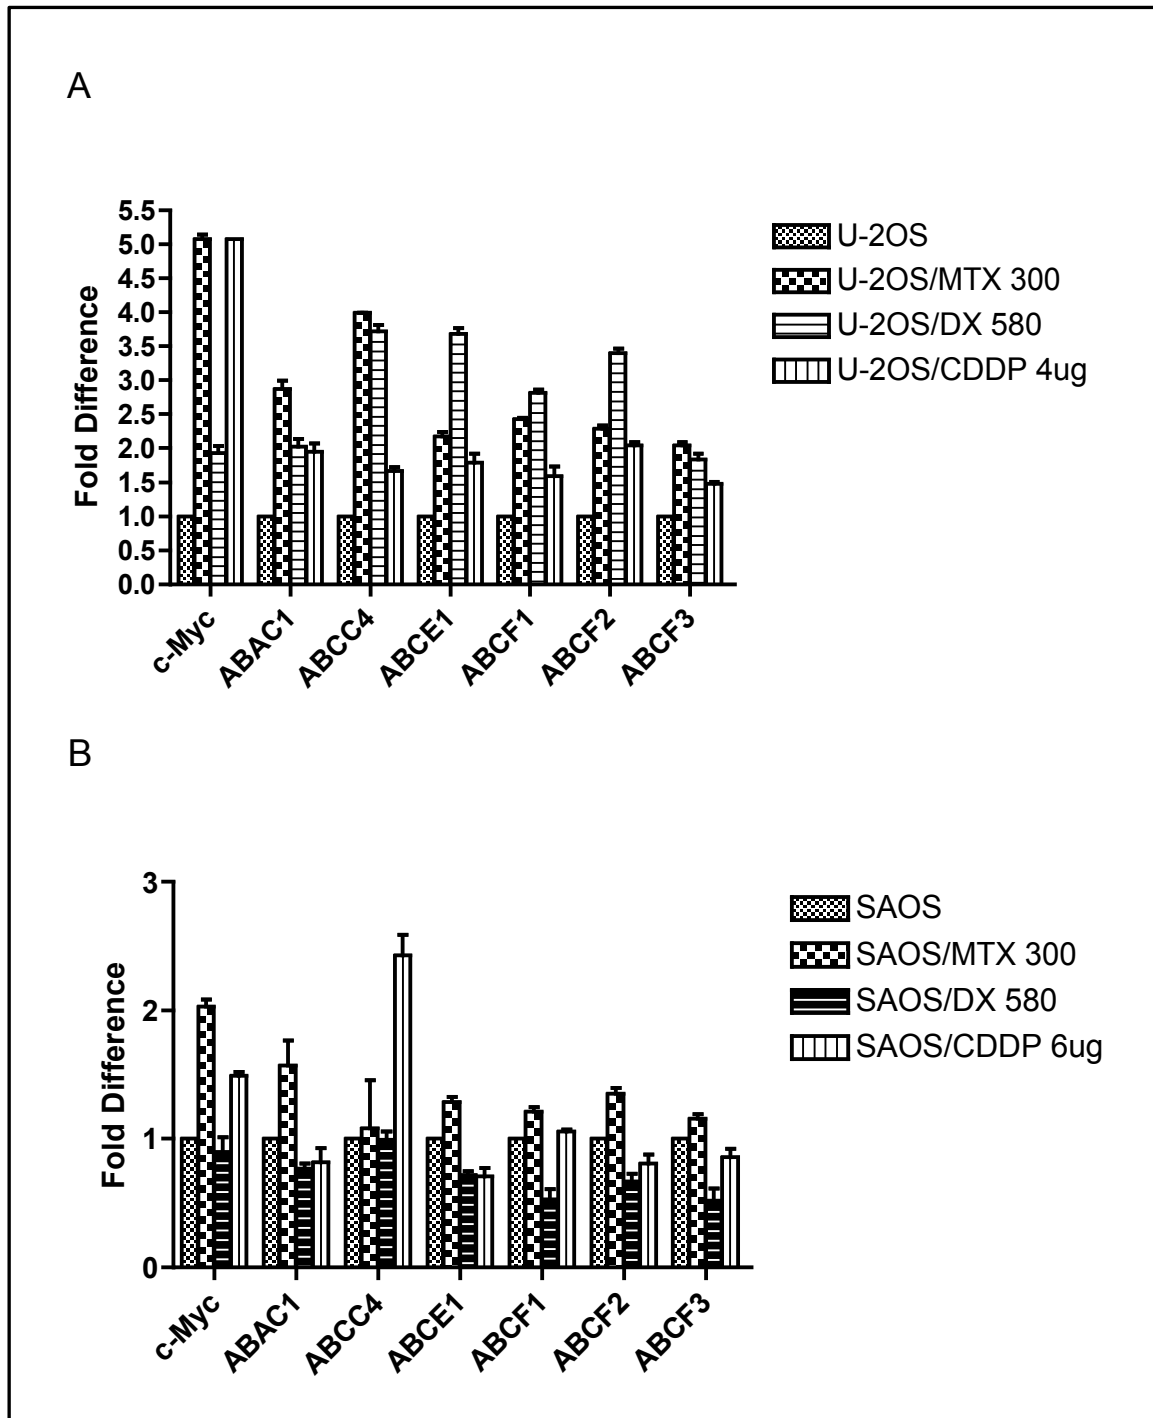 A
Fold Difference
5.5
5.0
4.5
4.0
3.5
3.0
2.5
2.0
1.5
1.0
0.5
0.0
c-Myc
ABAC1
ABCC4
ABCE1
ABCF1
ABCF2
ABCF3
U-2OS
U-2OS/MTX 300
U-2OS/DX 580
U-2OS/CDDP 4ug
B
Fold Difference
3
2
1
0
c-Myc
ABAC1
ABCC4
ABCE1
ABCF1
ABCF2
ABCF3
SAOS
SAOS/MTX 300
SAOS/DX 580
SAOS/CDDP 6ug